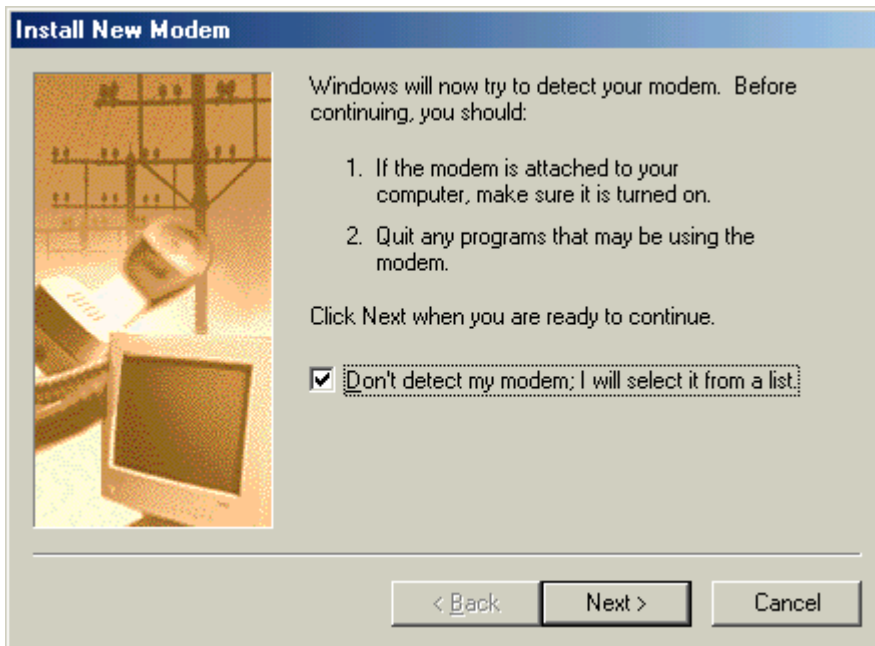 Install New Modem
Windows will now try to detect your modem.  Before
continuing, you should:
1.  If the modem is attached to your
computer, make sure it is turned on.
2.  Quit any programs that may be using the
modem.
Click Next when you are ready to continue.
Don't detect my modem; I will select it from a list.
< Back
Next >
Cancel